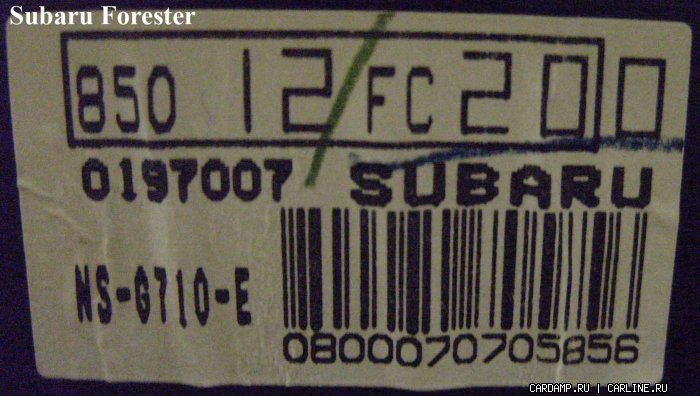 Subaru Forester
850 12 FC 200
0197007 SUBARU
NS-G710-E
0800070705856
CARDAMP.RU | CARLINE.RU